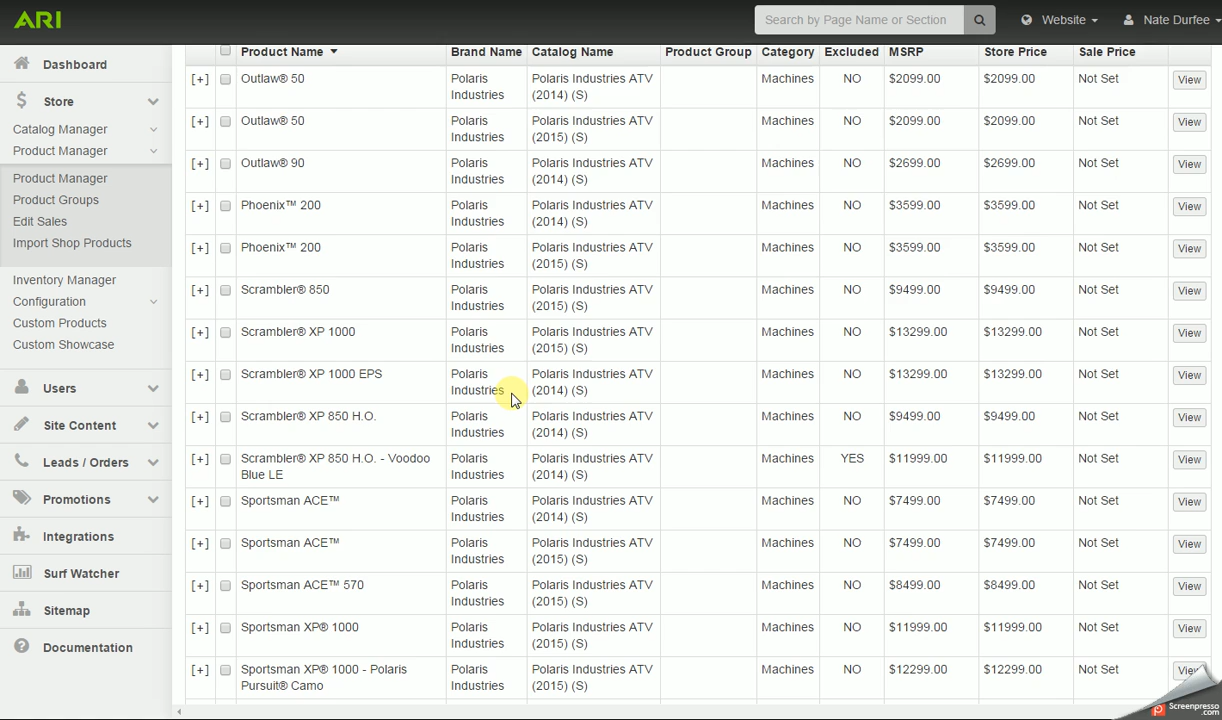 ARI
Search by Page Name or Section
Website
Nate Durfee
Dashboard
Store
Catalog Manager
Product Manager
Product Manager
Product Groups
Edit Sales
Import Shop Products
Inventory Manager
Configuration
Custom Products
Custom Showcase
Users
Site Content
Leads / Orders
Promotions
Integrations
Surf Watcher
Sitemap
Documentation
Product Name Brand Name Catalog Name Product Group Category Excluded MSRP Store Price Sale Price
[+] Outlaw® 50 Polaris Industries ATV Machines NO $2099.00 $2099.00 Not Set View
Polaris Industries (2014) (S)
[+] Outlaw® 50 Polaris Industries ATV Machines NO $2099.00 $2099.00 Not Set View
Polaris Industries (2015) (S)
[+] Outlaw® 90 Polaris Industries ATV Machines NO $2699.00 $2699.00 Not Set View
Polaris Industries (2014) (S)
[+] Phoenix™ 200 Polaris Industries ATV Machines NO $3599.00 $3599.00 Not Set View
Polaris Industries (2014) (S)
[+] Phoenix™ 200 Polaris Industries ATV Machines NO $3599.00 $3599.00 Not Set View
Polaris Industries (2015) (S)
[+] Scrambler® 850 Polaris Industries ATV Machines NO $9499.00 $9499.00 Not Set View
Polaris Industries (2015) (S)
[+] Scrambler® XP 1000 Polaris Industries ATV Machines NO $13299.00 $13299.00 Not Set View
Polaris Industries (2015) (S)
[+] Scrambler® XP 1000 EPS Polaris Industries ATV Machines NO $13299.00 $13299.00 Not Set View
Polaris Industries (2014) (S)
[+] Scrambler® XP 850 H.O. Polaris Industries ATV Machines NO $9499.00 $9499.00 Not Set View
Polaris Industries (2014) (S)
[+] Scrambler® XP 850 H.O. - Voodoo Polaris Industries ATV Machines YES $11999.00 $11999.00 Not Set View
Blue LE Polaris Industries (2014) (S)
[+] Sportsman ACE™ Polaris Industries ATV Machines NO $7499.00 $7499.00 Not Set View
Polaris Industries (2014) (S)
[+] Sportsman ACE™ Polaris Industries ATV Machines NO $7499.00 $7499.00 Not Set View
Polaris Industries (2015) (S)
[+] Sportsman ACE™ 570 Polaris Industries ATV Machines NO $8499.00 $8499.00 Not Set View
Polaris Industries (2015) (S)
[+] Sportsman XP® 1000 Polaris Industries ATV Machines NO $11999.00 $11999.00 Not Set View
Polaris Industries (2015) (S)
[+] Sportsman XP® 1000 - Polaris Polaris Industries ATV Machines NO $12299.00 $12299.00 Not Set View
Pursuit® Camo Polaris Industries (2015) (S)
Screenpresso
.com